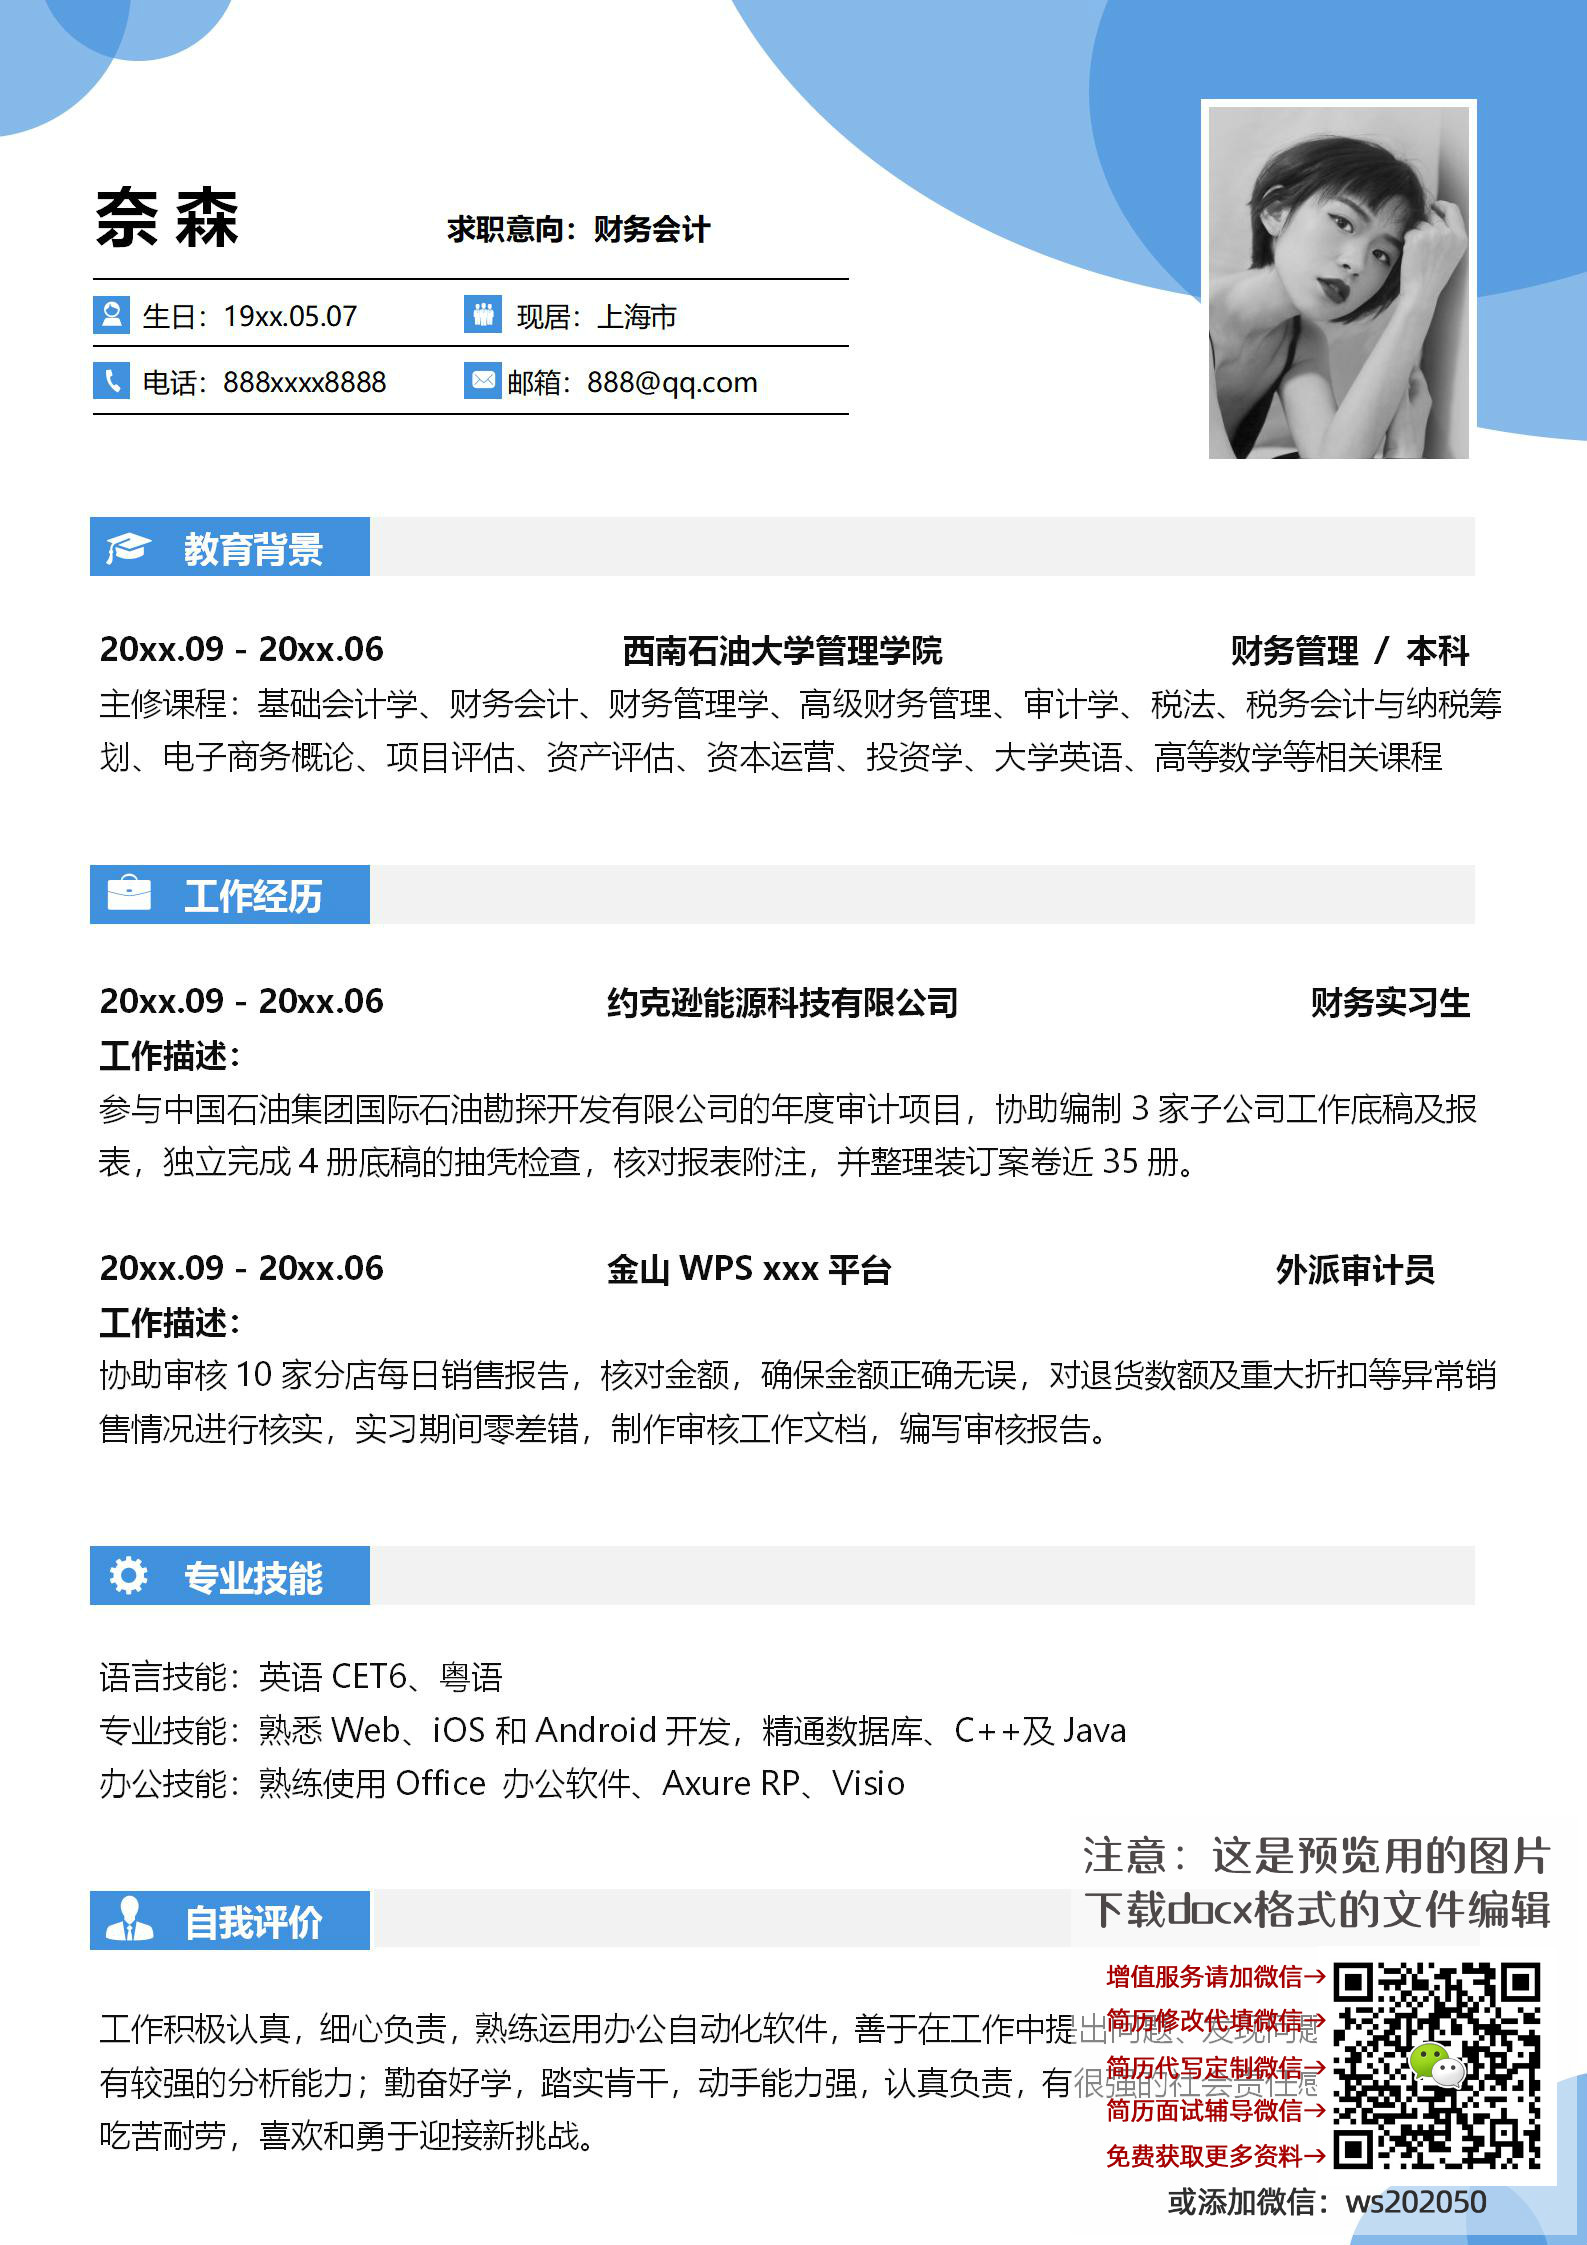 奈 森
求职意向：财务会计
生日：19xx.05.07
现居：上海市
电话：888xxxx8888
邮箱：888@qq.com
教育背景
20xx.09 - 20xx.06 西南石油大学管理学院 财务管理 / 本科
主修课程：基础会计学、财务会计、财务管理学、高级财务管理、审计学、税法、税务会计与纳税筹
划、电子商务概论、项目评估、资产评估、资本运营、投资学、大学英语、高等数学等相关课程
工作经历
20xx.09 - 20xx.06 约克逊能源科技有限公司 财务实习生
工作描述：
参与中国石油集团国际石油勘探开发有限公司的年度审计项目，协助编制 3 家子公司工作底稿及报
表，独立完成 4 册底稿的抽凭检查，核对报表附注，并整理装订案卷近 35 册。
20xx.09 - 20xx.06 金山 WPS xxx 平台 外派审计员
工作描述：
协助审核 10 家分店每日销售报告，核对金额，确保金额正确无误，对退货数额及重大折扣等异常销
售情况进行核实，实习期间零差错，制作审核工作文档，编写审核报告。
专业技能
语言技能：英语 CET6、粤语
专业技能：熟悉 Web、iOS 和 Android 开发，精通数据库、C++及 Java
办公技能：熟练使用 Office 办公软件、Axure RP、Visio
自我评价
工作积极认真，细心负责，熟练运用办公自动化软件，善于在工作中提出问题、发现问题
有较强的分析能力；勤奋好学，踏实肯干，动手能力强，认真负责，有很强的社会责任感
吃苦耐劳，喜欢和勇于迎接新挑战。
注意：这是预览用的图片
下载docx格式的文件编辑
增值服务请加微信→
简历修改代填微信→
简历代写定制微信→
简历面试辅导微信→
免费获取更多资料→
或添加微信：ws202050